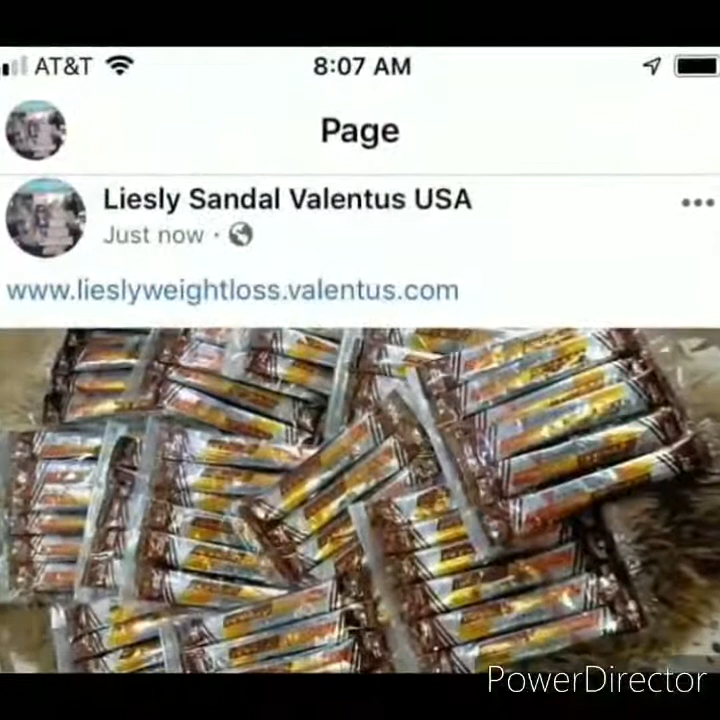 AT&T 8:07 AM
Page
Liesly Sandal Valentus USA
Just now ·
www.lieslyweightloss.valentus.com
PowerDirector